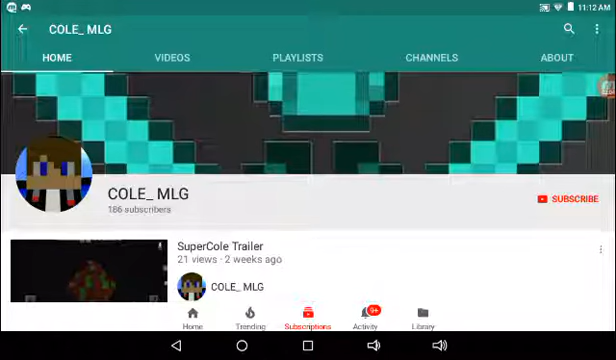 11:12 AM
COLE_ MLG
HOME VIDEOS PLAYLISTS CHANNELS ABOUT
COLE_ MLG
186 subscribers
SUBSCRIBE
SuperCole Trailer
21 views · 2 weeks ago
COLE_ MLG
9+
Home Trending Subscriptions Activity Library